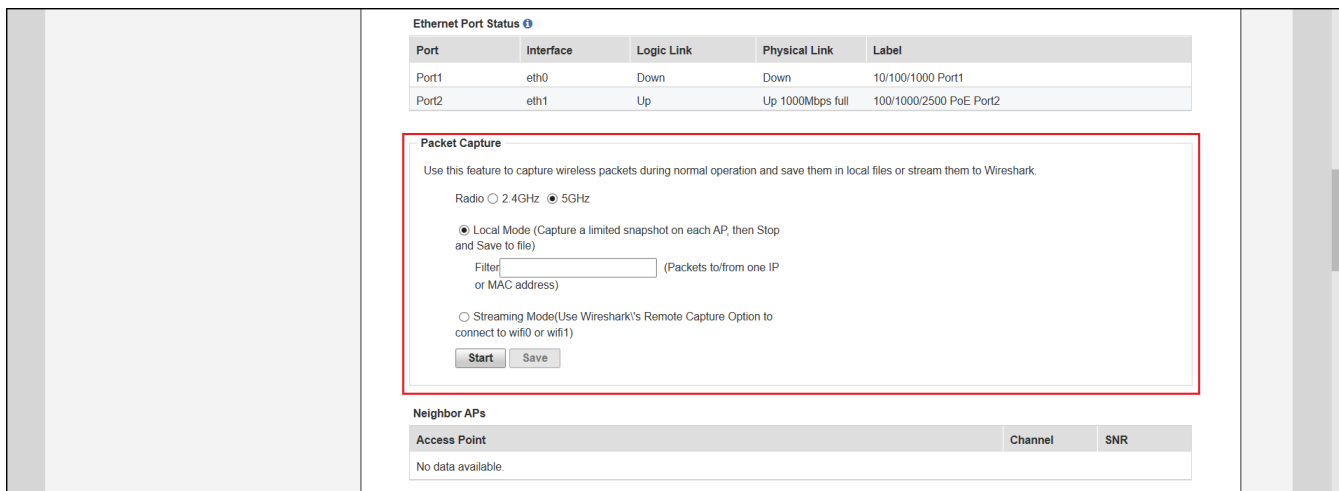 Ethernet Port Status
Port Interface Logic Link Physical Link Label
Port1 eth0 Down Down 10/100/1000 Port1
Port2 eth1 Up Up 1000Mbps full 100/1000/2500 PoE Port2
Packet Capture
Use this feature to capture wireless packets during normal operation and save them in local files or stream them to Wireshark.
Radio 2.4GHz 5GHz
Local Mode (Capture a limited snapshot on each AP, then Stop
and Save to file)
Filter (Packets to/from one IP
or MAC address)
Streaming Mode(Use Wireshark\'s Remote Capture Option to
connect to wifi0 or wifi1)
Start Save
Neighbor APs
Access Point Channel SNR
No data available.